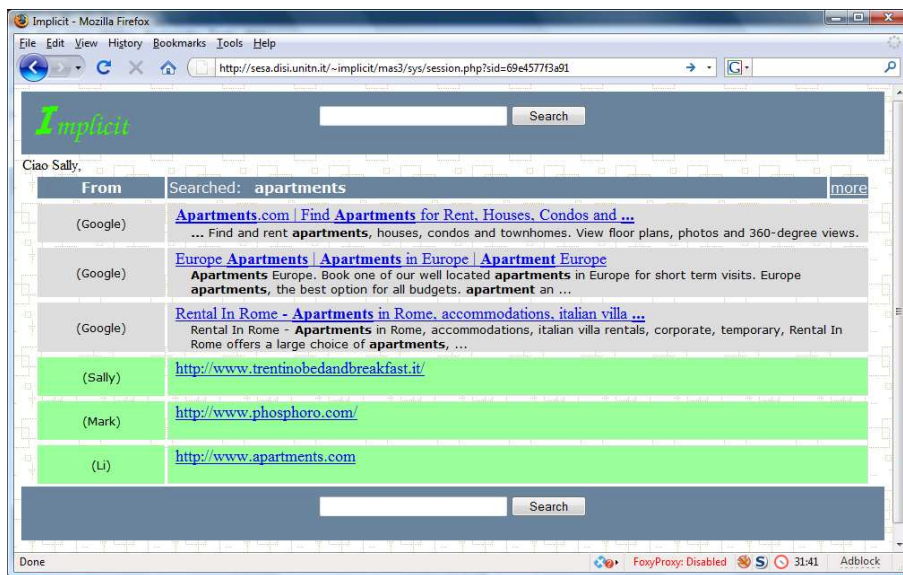 Implicit - Mozilla Firefox
File Edit View History Bookmarks Tools Help
http://sesa.disi.unitn.it/~implicit/mas3/sys/session.php?sid=69e4577f3a91
G
Implicit
Search
Ciao Sally,
From Searched: apartments more
(Google)
Apartments.com | Find Apartments for Rent, Houses, Condos and ...
... Find and rent apartments, houses, condos and townhomes. View floor plans, photos and 360-degree views.
(Google)
Europe Apartments | Apartments in Europe | Apartment Europe
Apartments Europe. Book one of our well located apartments in Europe for short term visits. Europe
apartments, the best option for all budgets. apartment an ...
(Google)
Rental In Rome - Apartments in Rome, accommodations, italian villa ...
Rental In Rome - Apartments in Rome, accommodations, italian villa rentals, corporate, temporary, Rental In
Rome offers a large choice of apartments, ...
(Sally) http://www.trentinobedandbreakfast.it/
(Mark) http://www.phosphoro.com/
(Li) http://www.apartments.com
Search
Done FoxyProxy: Disabled S 31:41 Adblock